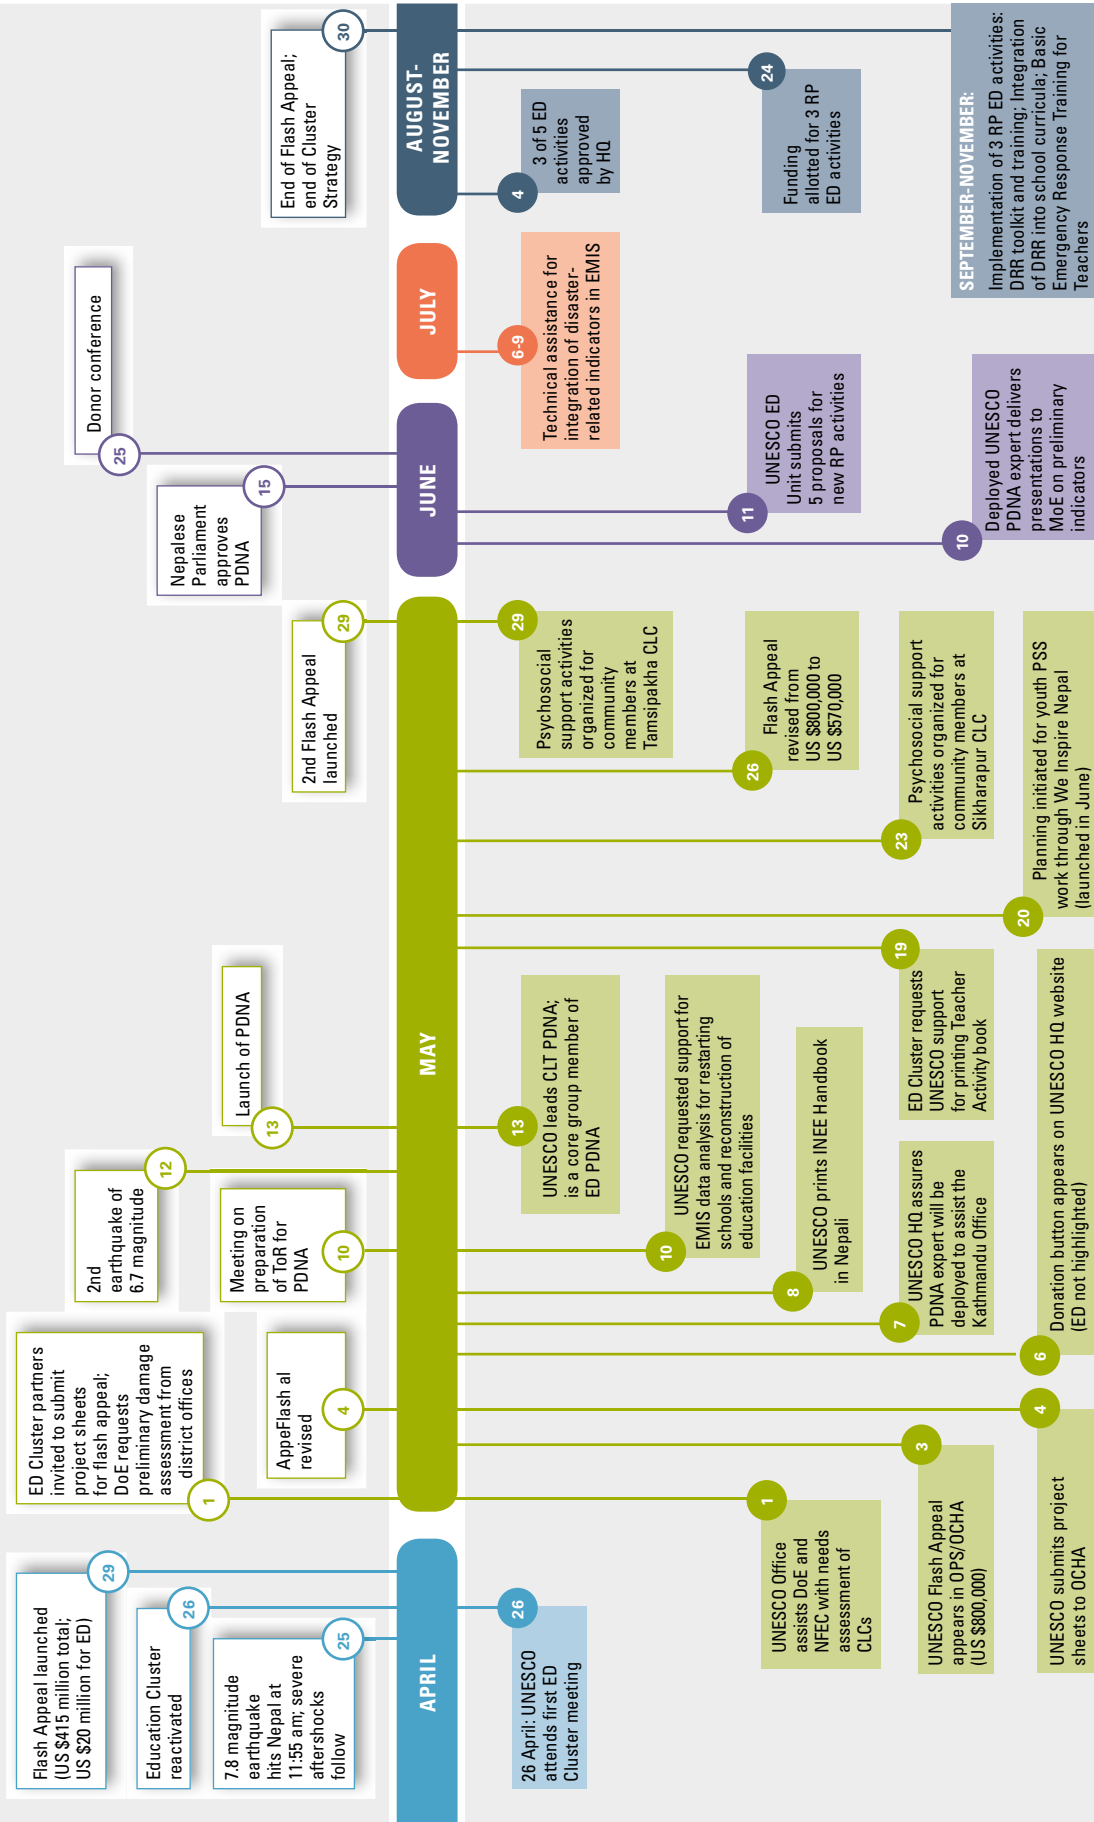 Flash Appeal launched
(US $415 million total;
US $20 million for ED)
29
Education Cluster
reactivated
26
7.8 magnitude
earthquake
hits Nepal at
11:55 am; severe
aftershocks
follow
25
ED Cluster partners
invited to submit
project sheets
for flash appeal;
DoE requests
preliminary damage
assessment from
district offices
1
AppeFlash al
revised
4
2nd
earthquake of
6.7 magnitude
12
Meeting on
preparation
of ToR for
PDNA
10
Launch of PDNA
13
2nd Flash Appeal
launched
29
Nepalese
Parliament
approves
PDNA
15
Donor conference
25
End of Flash Appeal;
end of Cluster
Strategy
30
APRIL
MAY
JUNE
JULY
AUGUST-
NOVEMBER
26
26 April: UNESCO
attends first ED
Cluster meeting
1
UNESCO Office
assists DoE and
NFEC with needs
assessment of
CLCs
3
UNESCO Flash Appeal
appears in OPS/OCHA
(US $800,000)
4
UNESCO submits project
sheets to OCHA
6
Donation button appears on UNESCO HQ website
(ED not highlighted)
7
UNESCO HQ assures
PDNA expert will be
deployed to assist the
Kathmandu Office
8
UNESCO prints INEE Handbook
in Nepali
10
UNESCO requested support for
EMIS data analysis for restarting
schools and reconstruction of
education facilities
13
UNESCO leads CLT PDNA;
is a core group member of
ED PDNA
19
ED Cluster requests
UNESCO support
for printing Teacher
Activity book
20
Planning initiated for youth PSS
work through We Inspire Nepal
(launched in June)
23
Psychosocial support
activities organized for
community members at
Sikharapur CLC
26
Flash Appeal
revised from
US $800,000 to
US $570,000
29
Psychosocial
support activities
organized for
community
members at
Tamsipakha CLC
10
Deployed UNESCO
PDNA expert delivers
presentations to
MoE on preliminary
indicators
11
UNESCO ED
Unit submits
5 proposals for
new RP activities
6-9
Technical assistance for
integration of disaster-
related indicators in EMIS
4
3 of 5 ED
activities
approved
by HQ
24
Funding
allotted for 3 RP
ED activities
SEPTEMBER-NOVEMBER:
Implementation of 3 RP ED activities:
DRR toolkit and training; Integration
of DRR into school curricula; Basic
Emergency Response Training for
Teachers